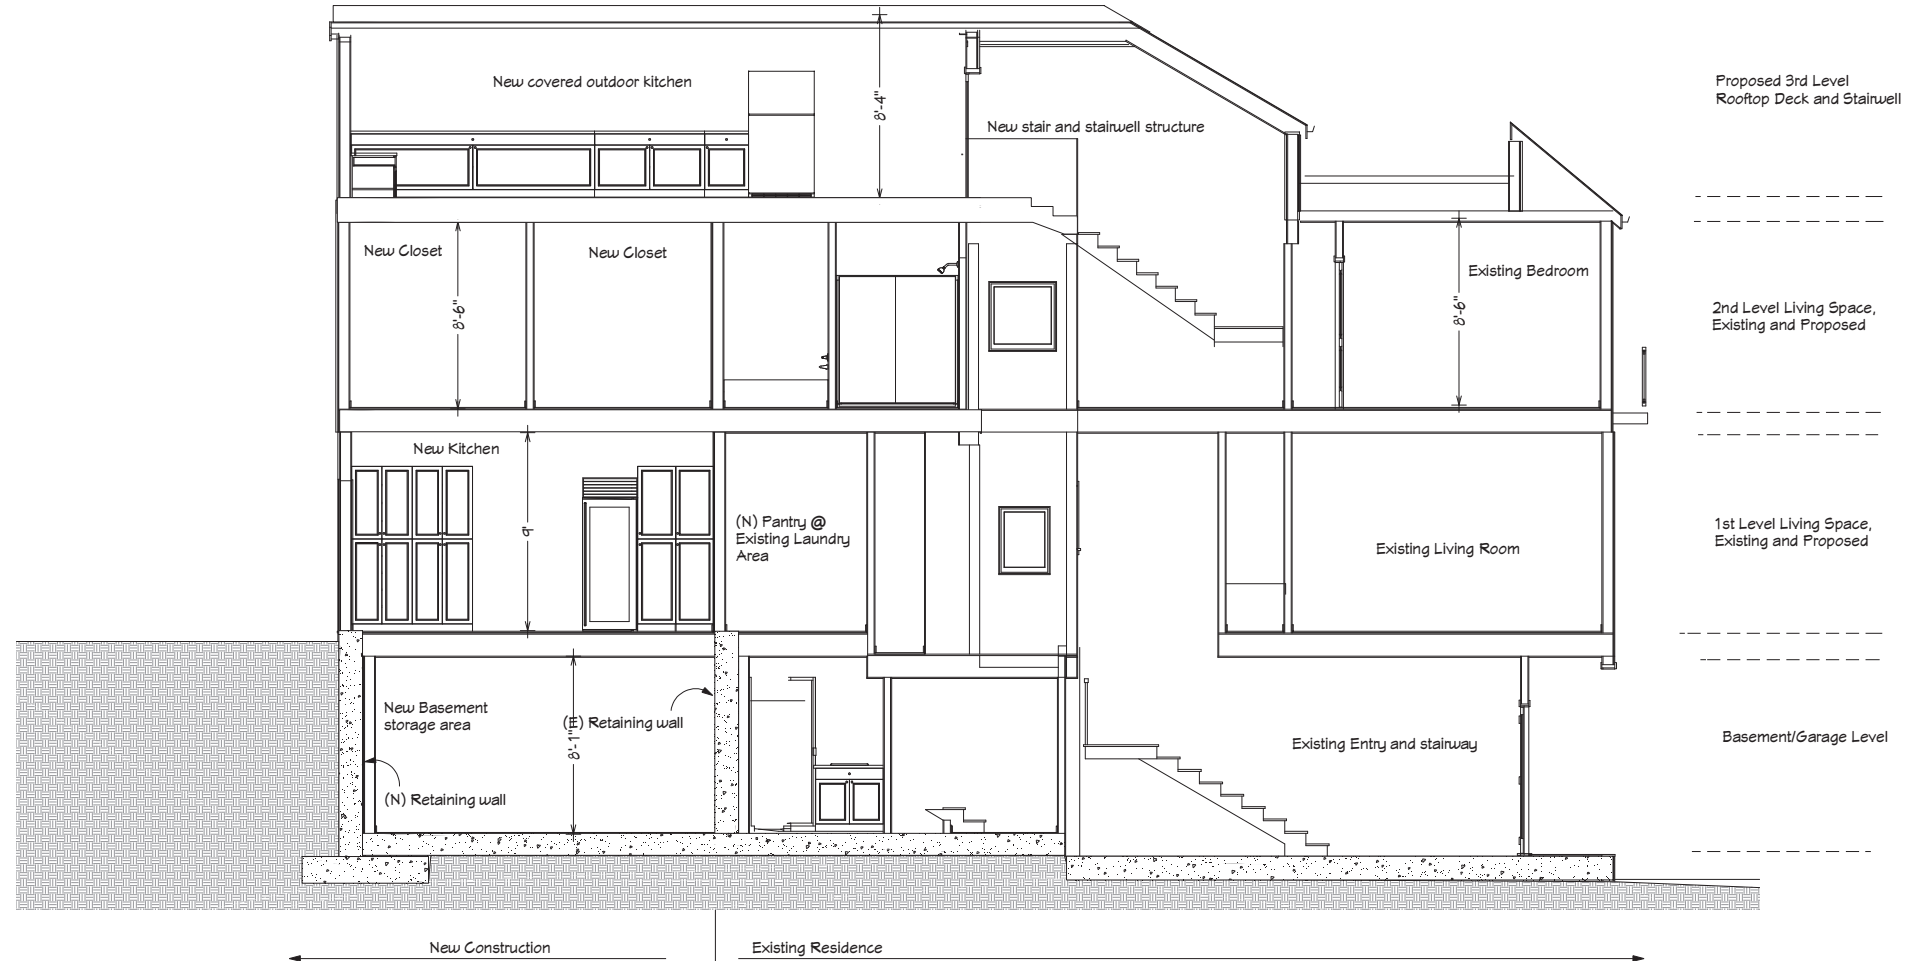 New covered outdoor kitchen
8'-4"
New stair and stairwell structure
Proposed 3rd Level
Rooftop Deck and Stairwell
New Closet
New Closet
8'-6"
8'-6"
Existing Bedroom
2nd Level Living Space,
Existing and Proposed
New Kitchen
9'
(N) Pantry @
Existing Laundry
Area
Existing Living Room
1st Level Living Space,
Existing and Proposed
New Basement
storage area
8'-1"
(E) Retaining wall
(N) Retaining wall
Existing Entry and stairway
Basement/Garage Level
New Construction
Existing Residence